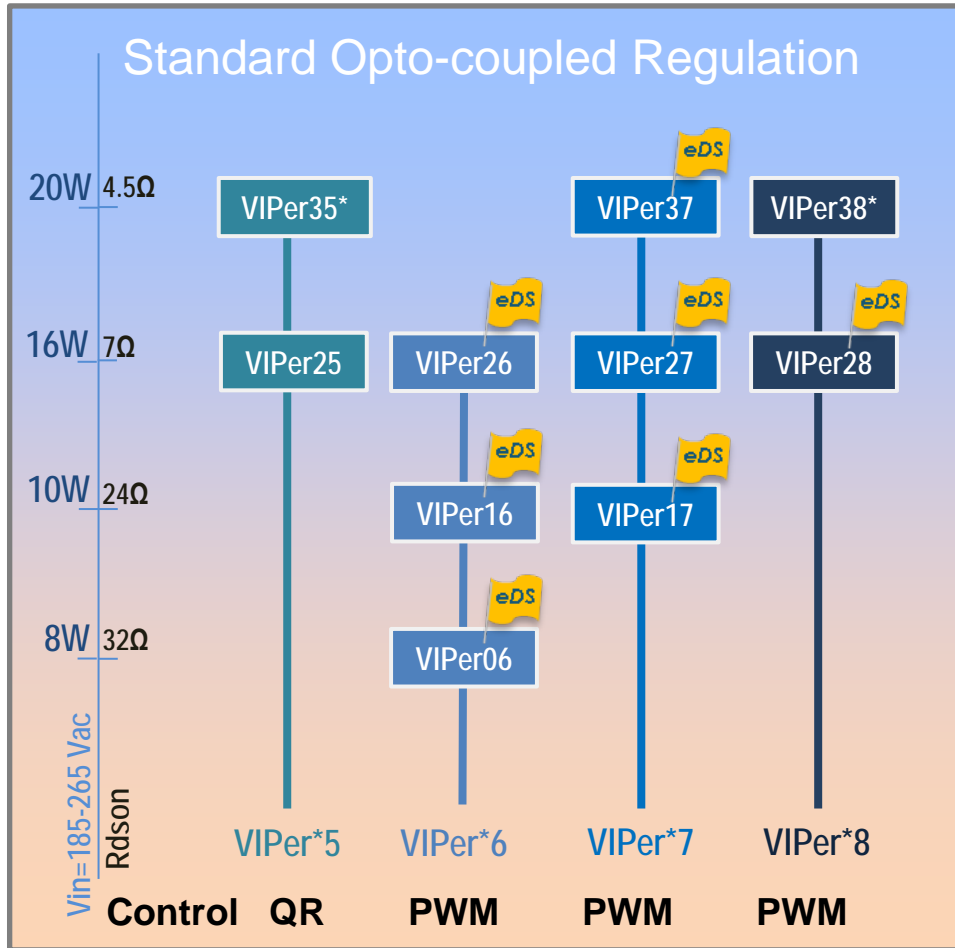 Standard Opto-coupled Regulation
eDS
20W 4.5Ω VIPer35* VIPer37 VIPer38*
eDS eDS eDS
16W 7Ω VIPer25 VIPer26 VIPer27 VIPer28
eDS eDS
10W 24Ω VIPer16 VIPer17
eDS
8W 32Ω VIPer06
Vin=185-265 Vac
Rdson
VIPer*5 VIPer*6 VIPer*7 VIPer*8
Control QR PWM PWM PWM